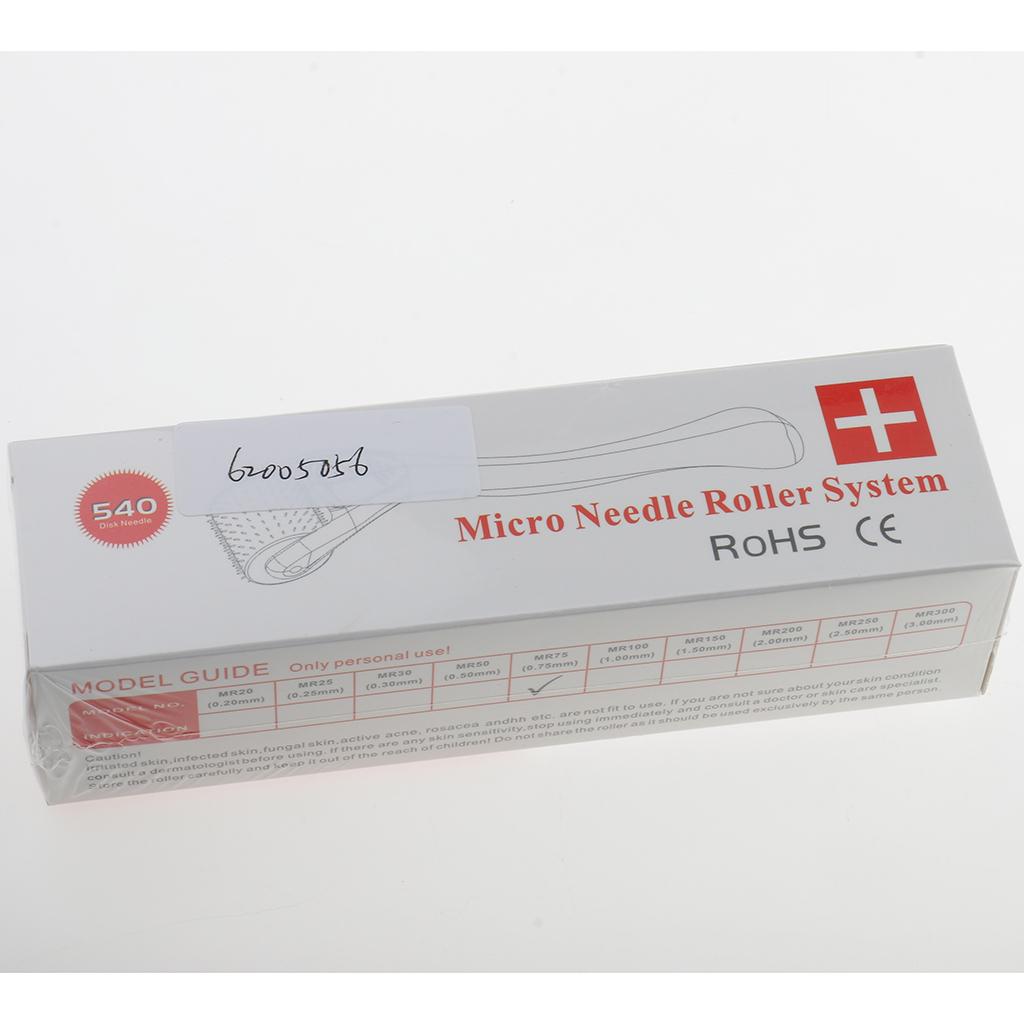 62005056
540
Disk Needle
Micro Needle Roller System
RoHS CE
MODEL GUIDE Only personal use!
MODEL NO. MR20 (0.20mm) MR25 (0.25mm) MR30 (0.30mm) MR50 (0.50mm) MR75 (0.75mm) MR100 (1.00mm) MR150 (1.50mm) MR200 (2.00mm) MR250 (2.50mm) MR300 (3.00mm)
INDICATION ✓
Caution!
irritated skin,infected skin,fungal skin,active acne, rosacea andhh etc. are not fit to use. If you are not sure about your skin condition
consult a dermatologist before using. If there are any skin sensitivity,stop using immediately and consult a doctor or skin care specialist.
Store the roller carefully and keep it out of the reach of children! Do not share the roller as it should be used exclusively by the same person.